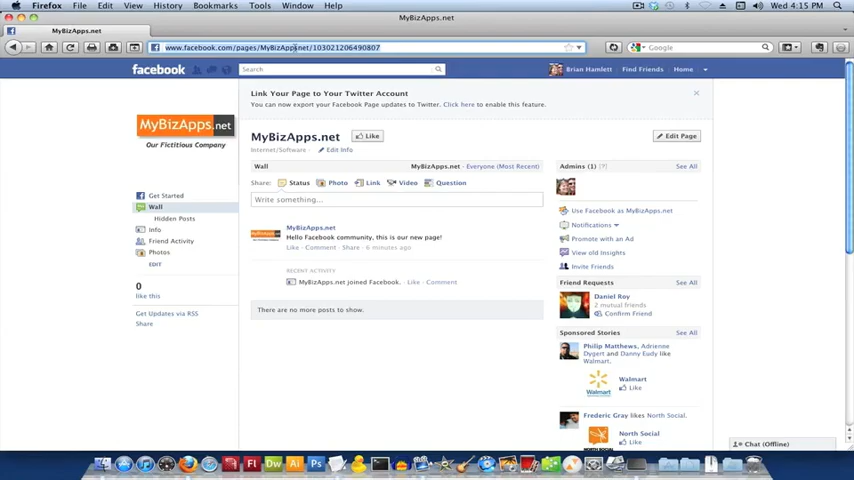 Firefox File Edit View History Bookmarks Tools Window Help
Wed 4:15 PM
MyBizApps.net
MyBizApps.net
www.facebook.com/pages/MyBizAppsnet/103021206490807
Google
facebook
Search
Brian Hamlett Find Friends Home
Link Your Page to Your Twitter Account
You can now export your Facebook Page updates to Twitter. Click here to enable this feature.
MyBizApps.net
Our Fictitious Company
MyBizApps.net Like
Edit Page
Internet/Software · Edit Info
Wall
MyBizApps.net · Everyone (Most Recent)
Share: Status Photo Link Video Question
Write something...
Get Started
Wall
Hidden Posts
Info
Friend Activity
Photos
EDIT
0
like this
Get Updates via RSS
Share
MyBizApps.net
Hello Facebook community, this is our new page!
Like · Comment · Share · 6 minutes ago
RECENT ACTIVITY
MyBizApps.net joined Facebook. · Like · Comment
There are no more posts to show.
Admins (1) [?] See All
Use Facebook as MyBizApps.net
Notifications
Promote with an Ad
View old Insights
Invite Friends
Friend Requests See All
Daniel Roy
2 mutual friends
Confirm Friend
Sponsored Stories See All
Philip Matthews, Adrienne
Dygert and Danny Eudy like
Walmart.
Walmart
Walmart
Like
Frederic Gray likes North Social.
North Social
Like
NORTH SOCIAL
Chat (Offline)
Fl Dw Ai Ps